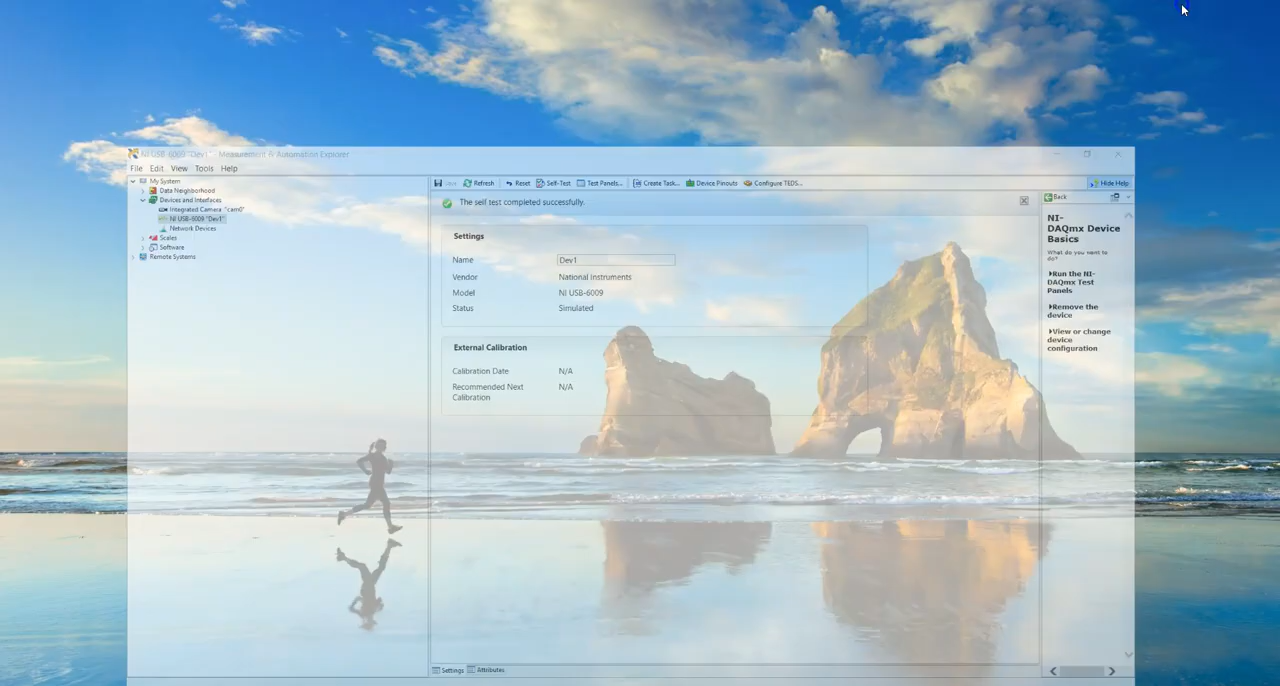 NI USB-6009 "Dev1" - Measurement & Automation Explorer
File Edit View Tools Help
My System
Data Neighborhood
Devices and Interfaces
Integrated Camera "cam0"
NI USB-6009 "Dev1"
Network Devices
Scales
Software
Remote Systems
Save Refresh Reset Self-Test Test Panels... Create Task... Device Pinouts Configure TEDS... Hide Help
The self test completed successfully.
Settings
Name Dev1
Vendor National Instruments
Model NI USB-6009
Status Simulated
External Calibration
Calibration Date N/A
Recommended Next N/A
Calibration
Settings Attributes
Back
NI-
DAQmx Device
Basics
What do you want to
do?
Run the NI-
DAQmx Test
Panels
Remove the
device
View or change
device
configuration